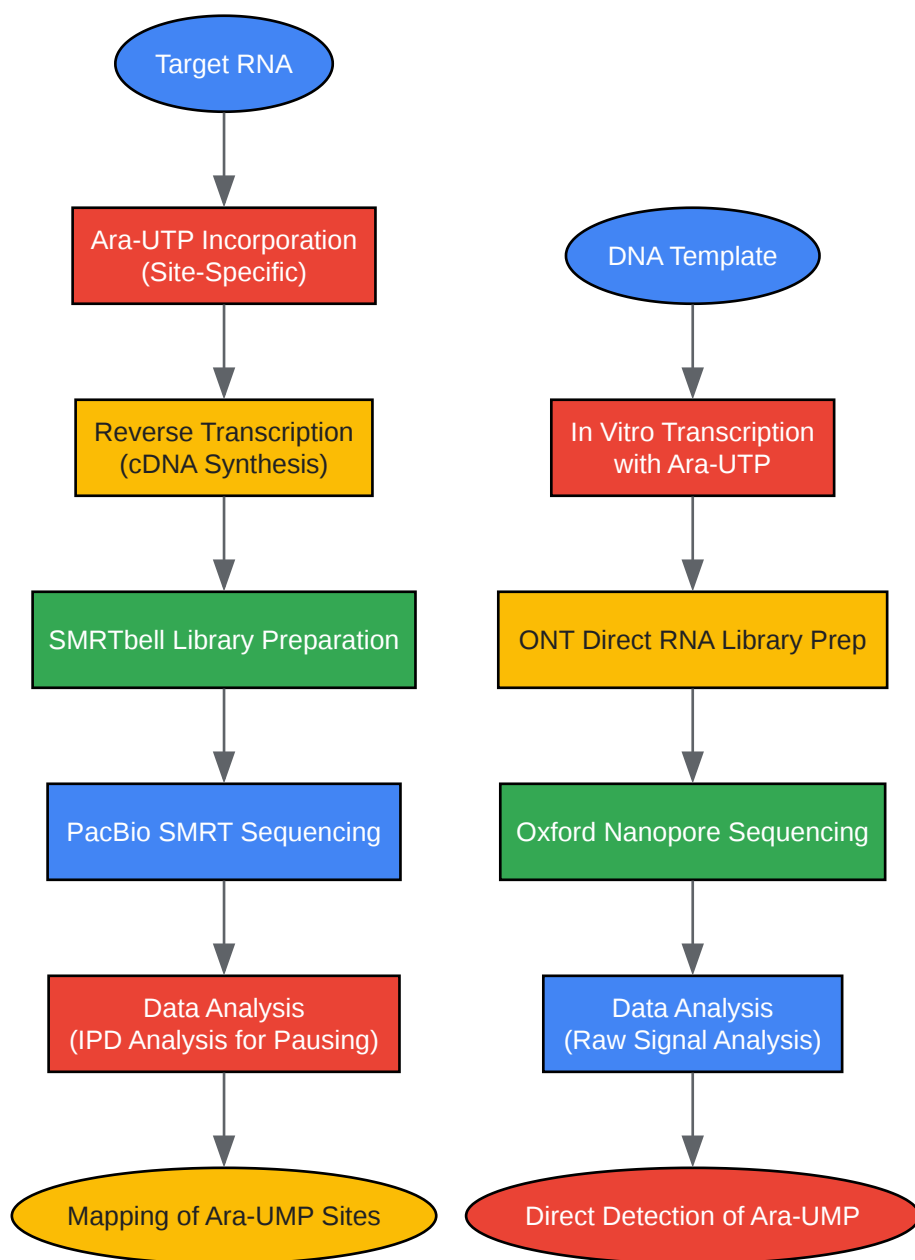 Target RNA
Ara-UTP Incorporation
(Site-Specific)
Reverse Transcription
(cDNA Synthesis)
SMRTbell Library Preparation
PacBio SMRT Sequencing
Data Analysis
(IPD Analysis for Pausing)
Mapping of Ara-UMP Sites
DNA Template
In Vitro Transcription
with Ara-UTP
ONT Direct RNA Library Prep
Oxford Nanopore Sequencing
Data Analysis
(Raw Signal Analysis)
Direct Detection of Ara-UMP